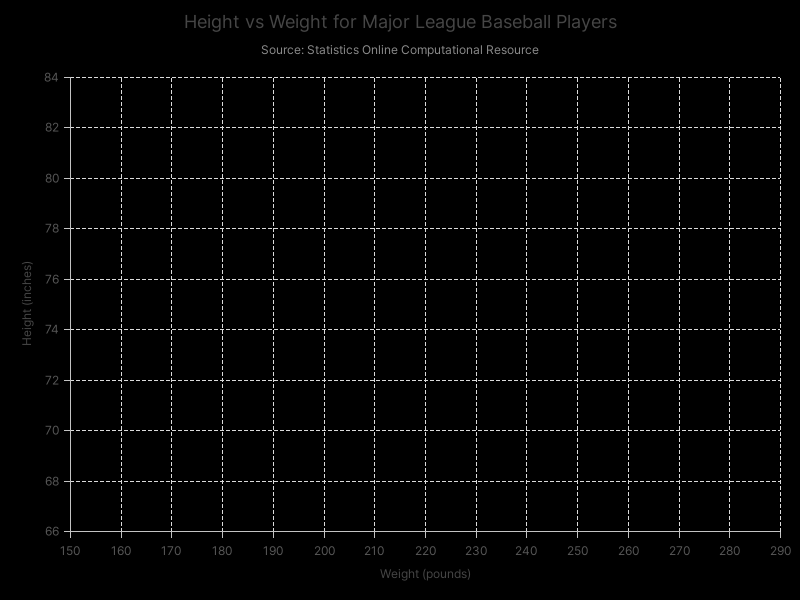 Height vs Weight for Major League Baseball Players
Source: Statistics Online Computational Resource
84
82
80
78
76
74
72
70
68
66
Height (inches)
150 160 170 180 190 200 210 220 230 240 250 260 270 280 290
Weight (pounds)